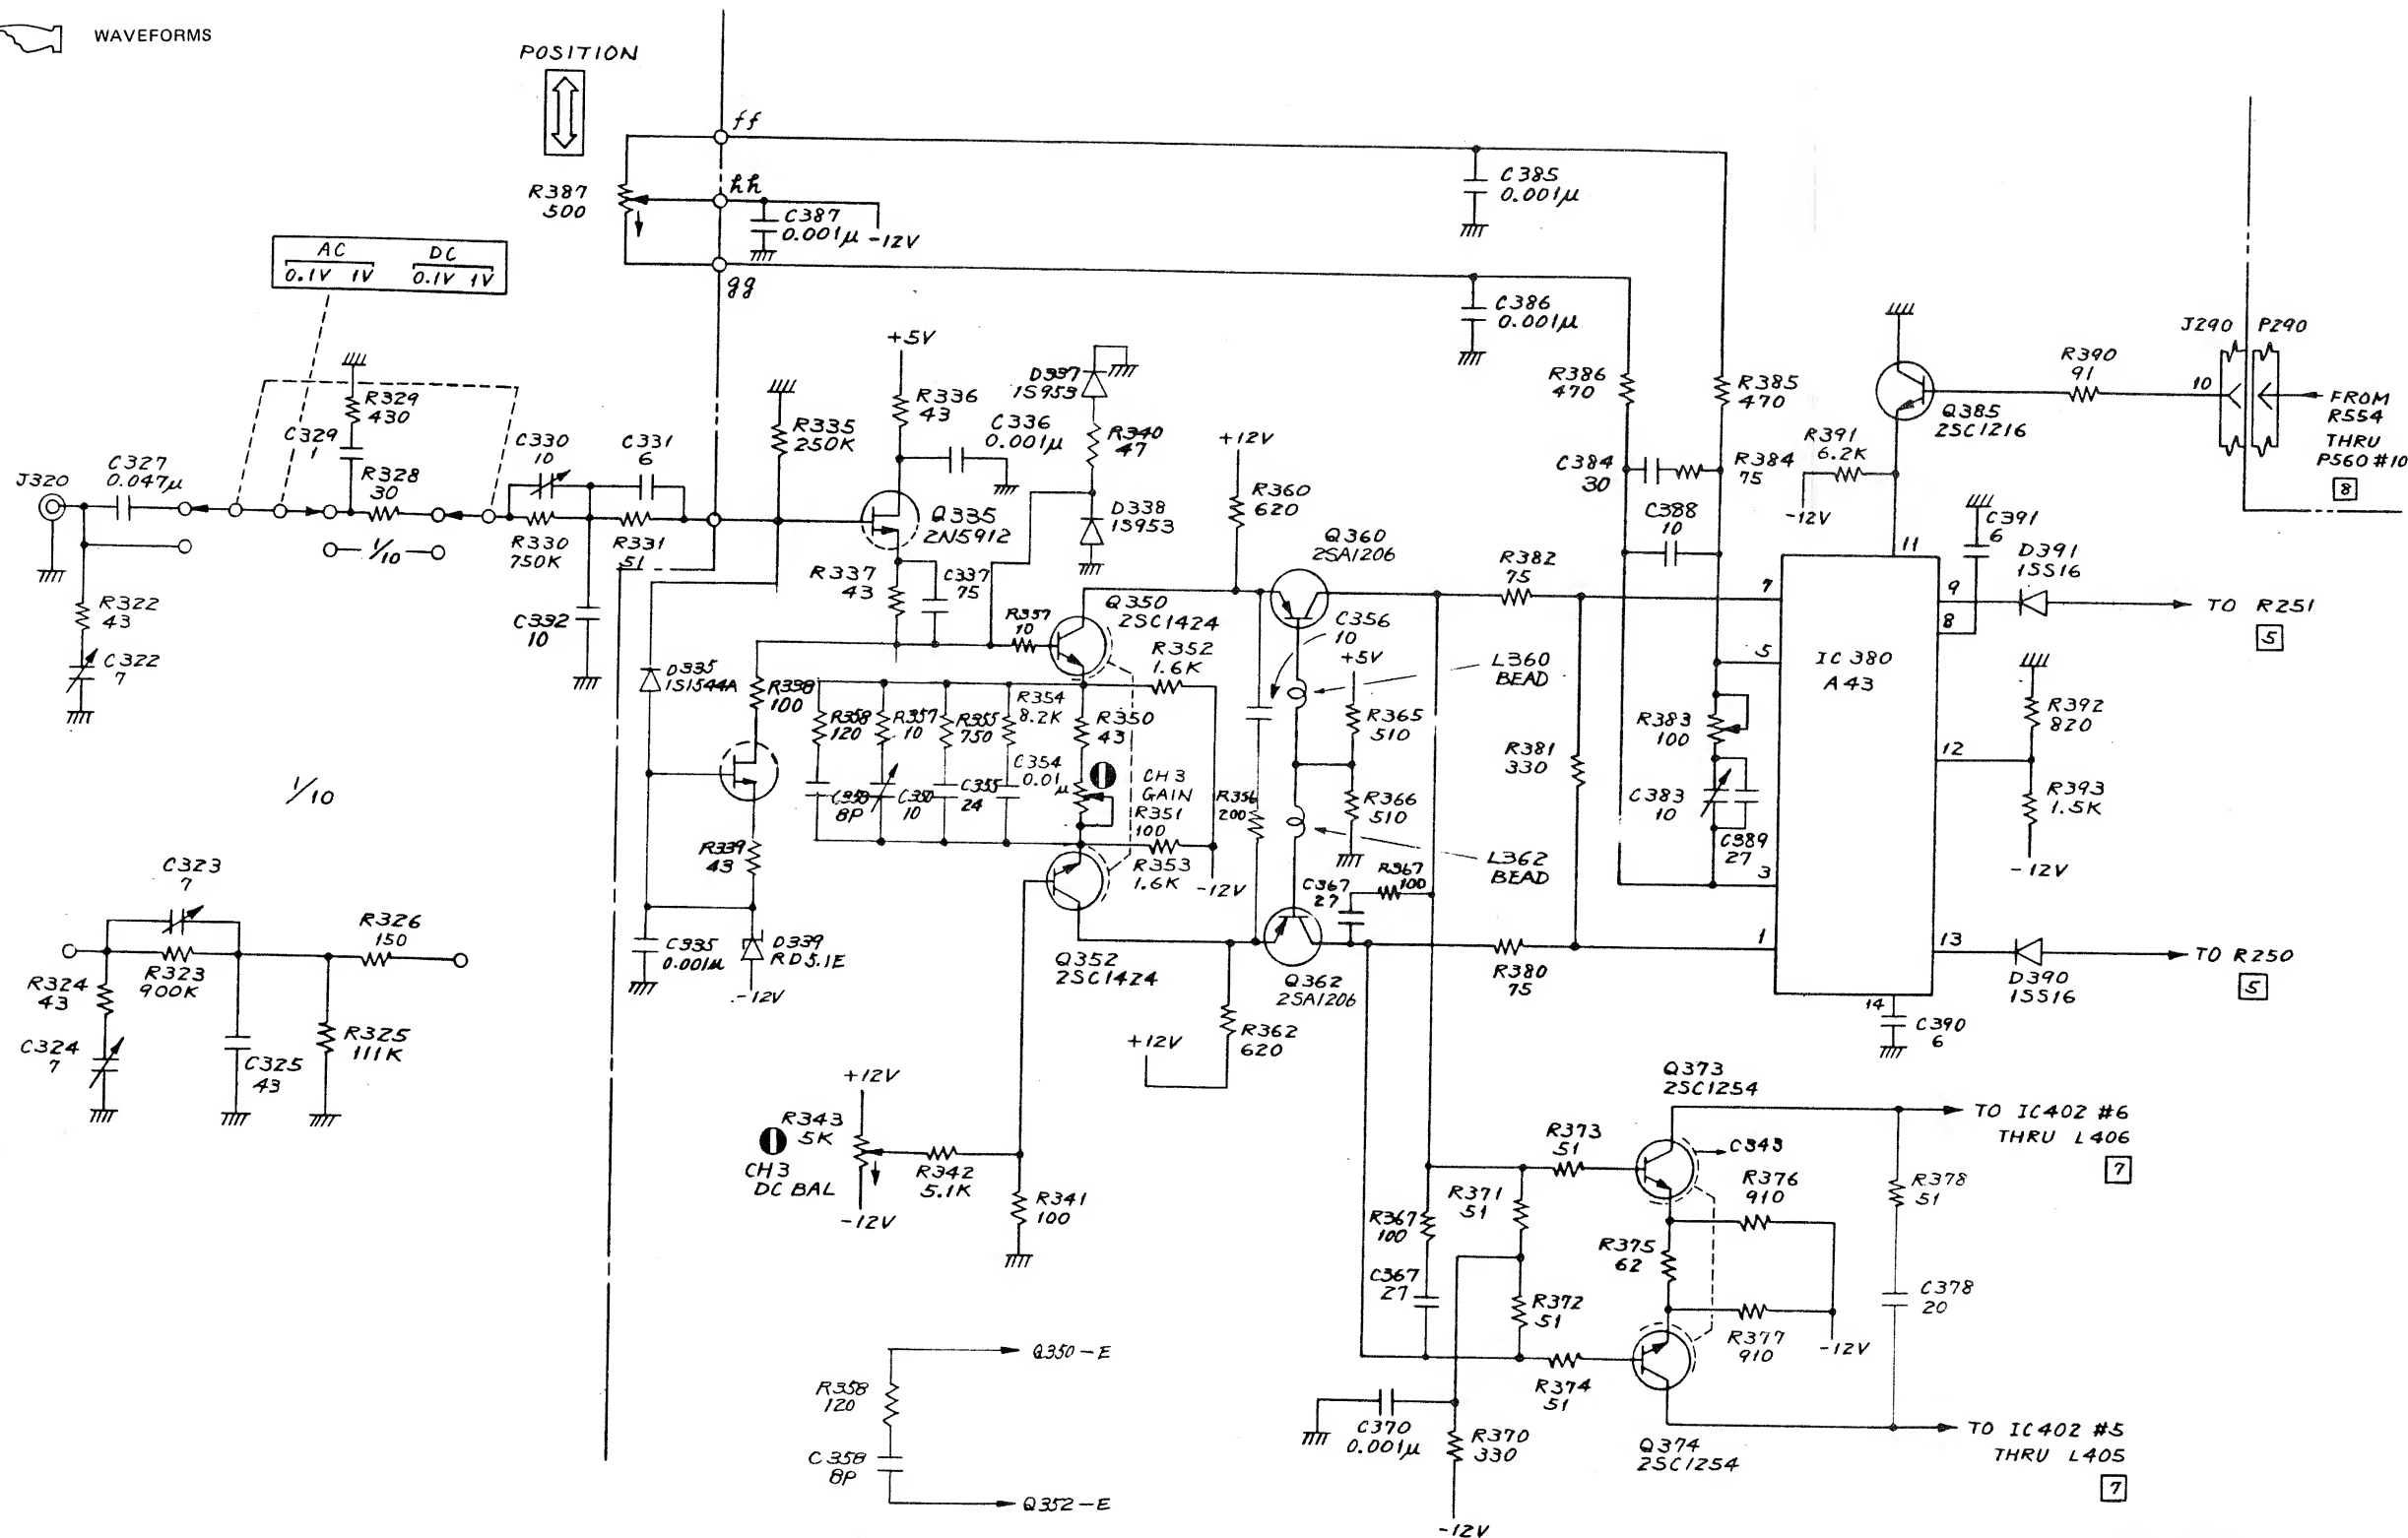 WAVEFORMS
POSITION
ff
hh
gg
R387
500
C387
0.001µ
-12V
C385
0.001µ
C386
0.001µ
AC DC
0.1V 1V 0.1V 1V
R329
430
C329
1
R328
30
C330
10
C331
6
J320
C327
0.047µ
1/10
R330
750K
R331
51
R322
43
C322
7
C332
10
R335
250K
+5V
R336
43
C336
0.001µ
D337
1S953
R340
47
D338
1S953
Q335
2N5912
R337
43
C337
75
R357
10
Q350
2SC1424
+12V
R360
620
Q360
2SA1206
C356
10
+5V
L360
BEAD
R365
510
R366
510
L362
BEAD
R352
1.6K
D335
1S1544A
R338
100
R358
120
R357
10
R355
750
R354
8.2K
R350
43
C358
8P
C350
10
C355
24
C354
0.01
µ
CH3
GAIN
R351
100
R356
200
R353
1.6K
-12V
R339
43
C335
0.001µ
D339
RD5.1E
-12V
Q352
2SC1424
C367
27
R367
100
Q362
2SA1206
R362
620
+12V
R382
75
R381
330
R380
75
R386
470
R385
470
C384
30
R384
75
C388
10
R383
100
C383
10
C389
27
IC380
A43
7
5
3
1
11
9
8
12
13
14
Q385
2SC1216
R391
6.2K
-12V
R390
91
J290 P290
10
FROM
R554
THRU
P560 #10
8
C391
6
D391
1SS16
TO R251
5
R392
820
R393
1.5K
-12V
D390
1SS16
TO R250
5
C390
6
1/10
C323
7
R323
900K
R326
150
R324
43
C324
7
C325
43
R325
111K
+12V
R343
5K
CH3
DC BAL
-12V
R342
5.1K
R341
100
Q373
2SC1254
C343
R373
51
R371
51
R367
100
C367
27
R372
51
R374
51
R375
62
R376
910
R377
910
-12V
R378
51
C378
20
TO IC402 #6
THRU L406
7
Q374
2SC1254
TO IC402 #5
THRU L405
7
C370
0.001µ
R370
330
-12V
Q350-E
R358
120
C358
8P
Q352-E